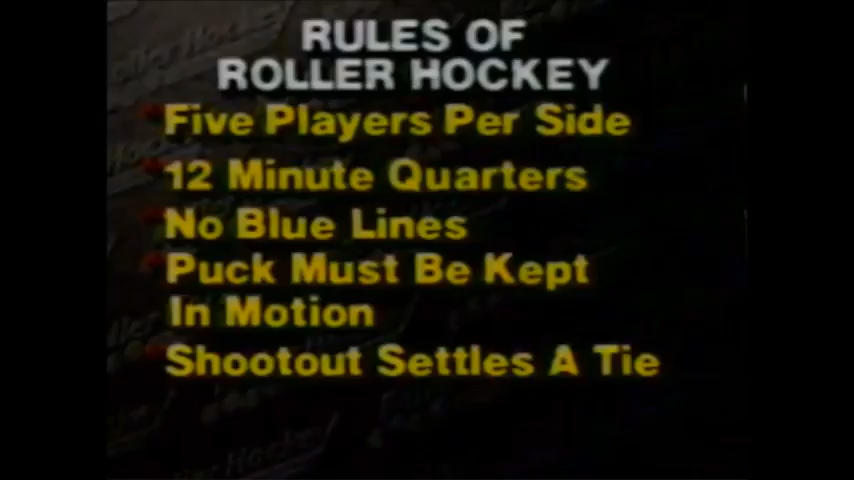 RULES OF
ROLLER HOCKEY
Five Players Per Side
12 Minute Quarters
No Blue Lines
Puck Must Be Kept
In Motion
Shootout Settles A Tie